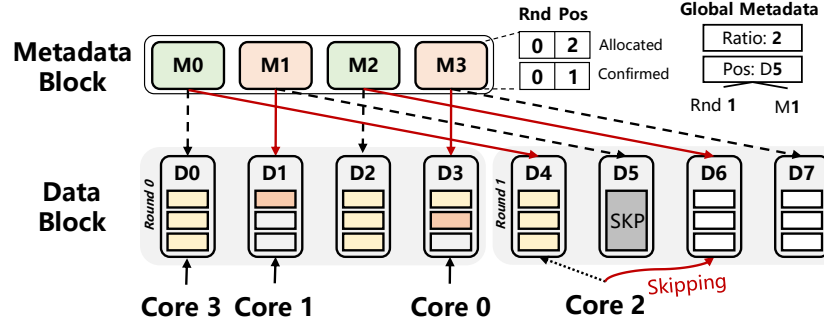 Rnd Pos
Global Metadata
Metadata Block
M0 M1 M2 M3
0 2 Allocated
0 1 Confirmed
Ratio: 2
Pos: D5
Rnd 1 M1
Data Block
Round 0
D0 D1 D2 D3
Round 1
D4 D5 D6 D7
SKP
Core 3 Core 1 Core 0 Core 2
Skipping